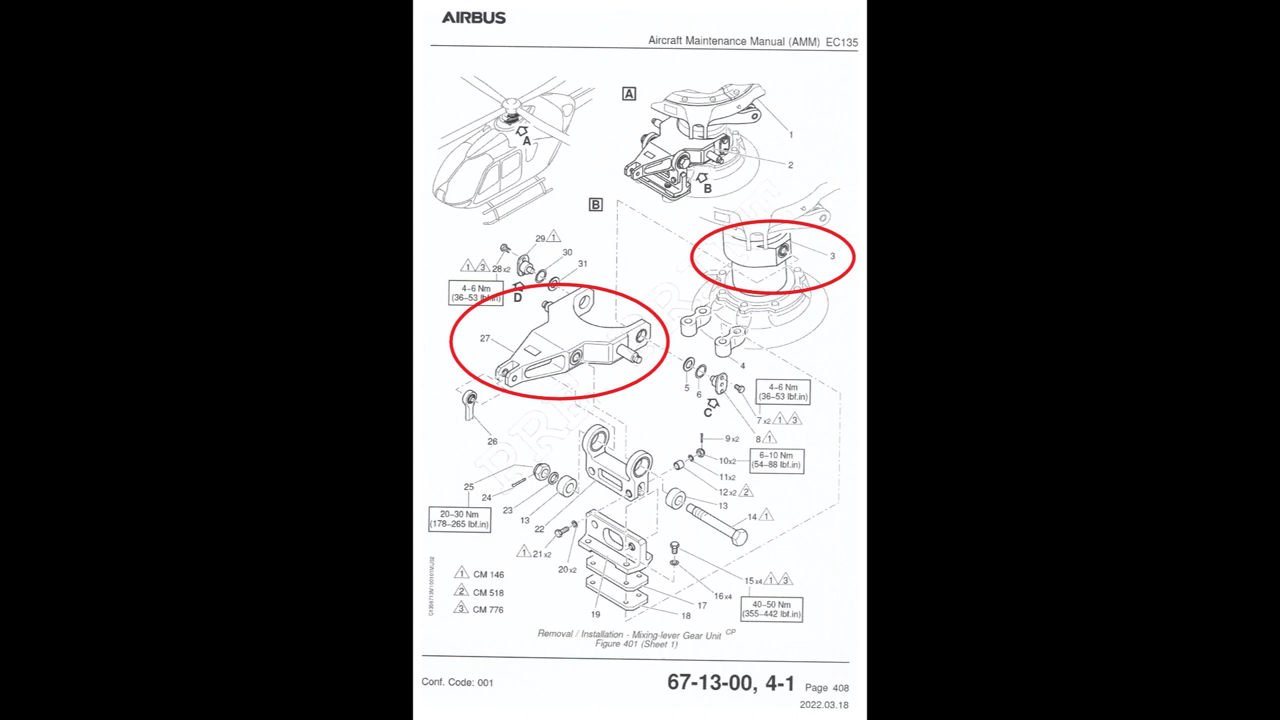 AIRBUS
Aircraft Maintenance Manual (AMM) EC135
A
A
1
2
B
B
3
29 1
30
31
1 3 28 x2
4–6 Nm
(36–53 lbf.in)
D
27
4
5
6
4–6 Nm
(36–53 lbf.in)
C
7 x2 1 3
8 1
26
9 x2
10 x2
6–10 Nm
(54–88 lbf.in)
11 x2
12 x2 2
25
24
23
13
22
13
14 1
20–30 Nm
(178–265 lbf.in)
1 21 x2
20 x2
15 x4 1 3
16 x4
17
18
19
40–50 Nm
(355–442 lbf.in)
1 CM 146
2 CM 518
3 CM 776
Removal / Installation - Mixing-lever Gear Unit CP
Figure 401 (Sheet 1)
Conf. Code: 001
67-13-00, 4-1 Page 408
2022.03.18